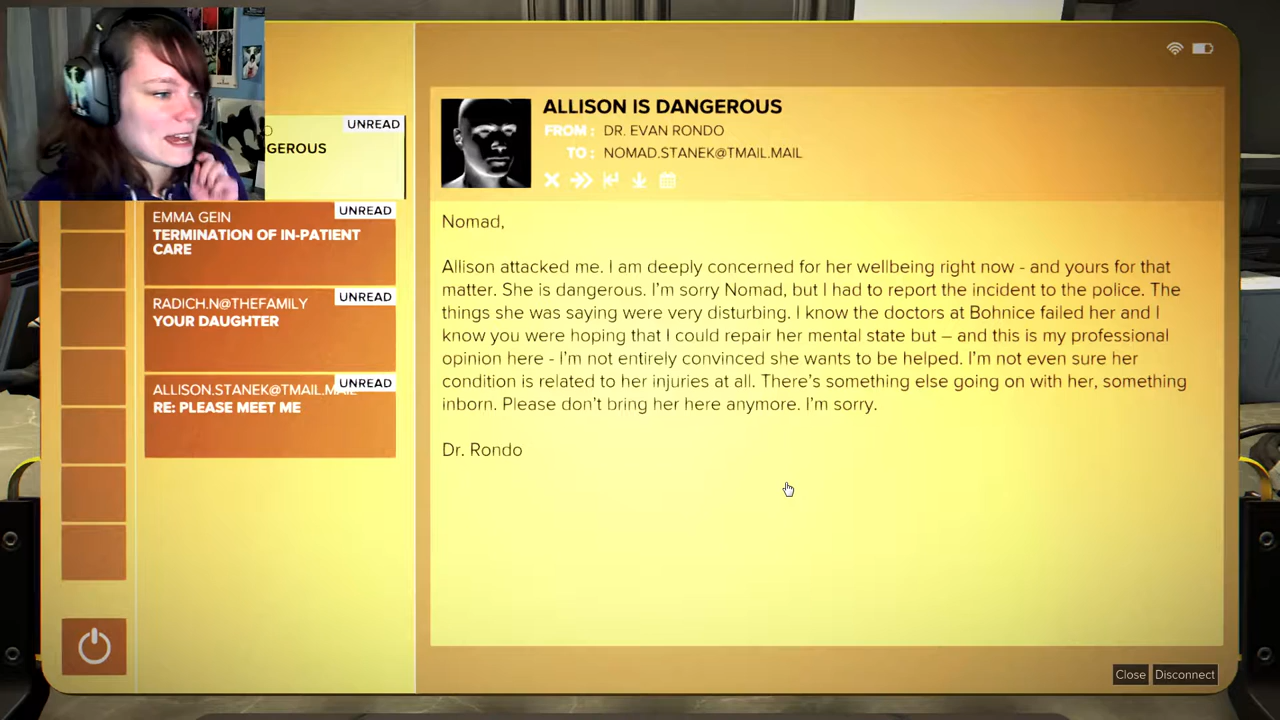 UNREAD
GEROUS
EMMA GEIN
UNREAD
TERMINATION OF IN-PATIENT
CARE
RADICH.N@THEFAMILY
UNREAD
YOUR DAUGHTER
ALLISON.STANEK@TMAIL.MAIL
UNREAD
RE: PLEASE MEET ME
ALLISON IS DANGEROUS
FROM : DR. EVAN RONDO
TO : NOMAD.STANEK@TMAIL.MAIL
Nomad,
Allison attacked me. I am deeply concerned for her wellbeing right now - and yours for that
matter. She is dangerous. I'm sorry Nomad, but I had to report the incident to the police. The
things she was saying were very disturbing. I know the doctors at Bohnice failed her and I
know you were hoping that I could repair her mental state but – and this is my professional
opinion here - I'm not entirely convinced she wants to be helped. I'm not even sure her
condition is related to her injuries at all. There's something else going on with her, something
inborn. Please don't bring her here anymore. I'm sorry.
Dr. Rondo
Close Disconnect